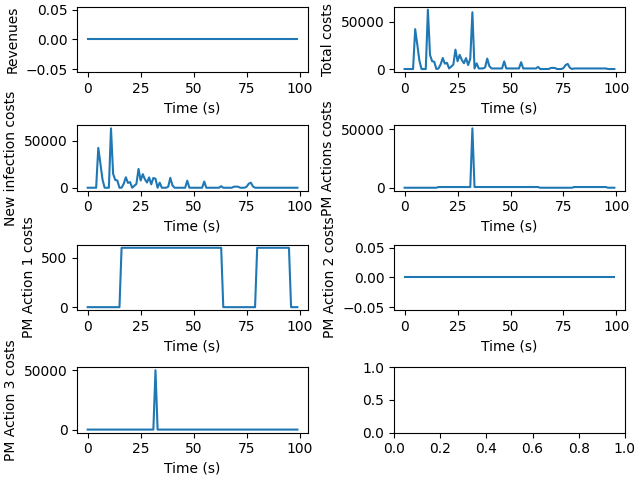 Revenues
0.05
0.00
−0.05
0 25 50 75 100
Time (s)
Total costs
50000
0
0 25 50 75 100
Time (s)
New infection costs
50000
0
0 25 50 75 100
Time (s)
PM Actions costs
50000
0
0 25 50 75 100
Time (s)
PM Action 1 costs
500
0
0 25 50 75 100
Time (s)
PM Action 2 costs
0.05
0.00
−0.05
0 25 50 75 100
Time (s)
PM Action 3 costs
50000
0
0 25 50 75 100
Time (s)
1.0
0.5
0.0
0.0 0.2 0.4 0.6 0.8 1.0